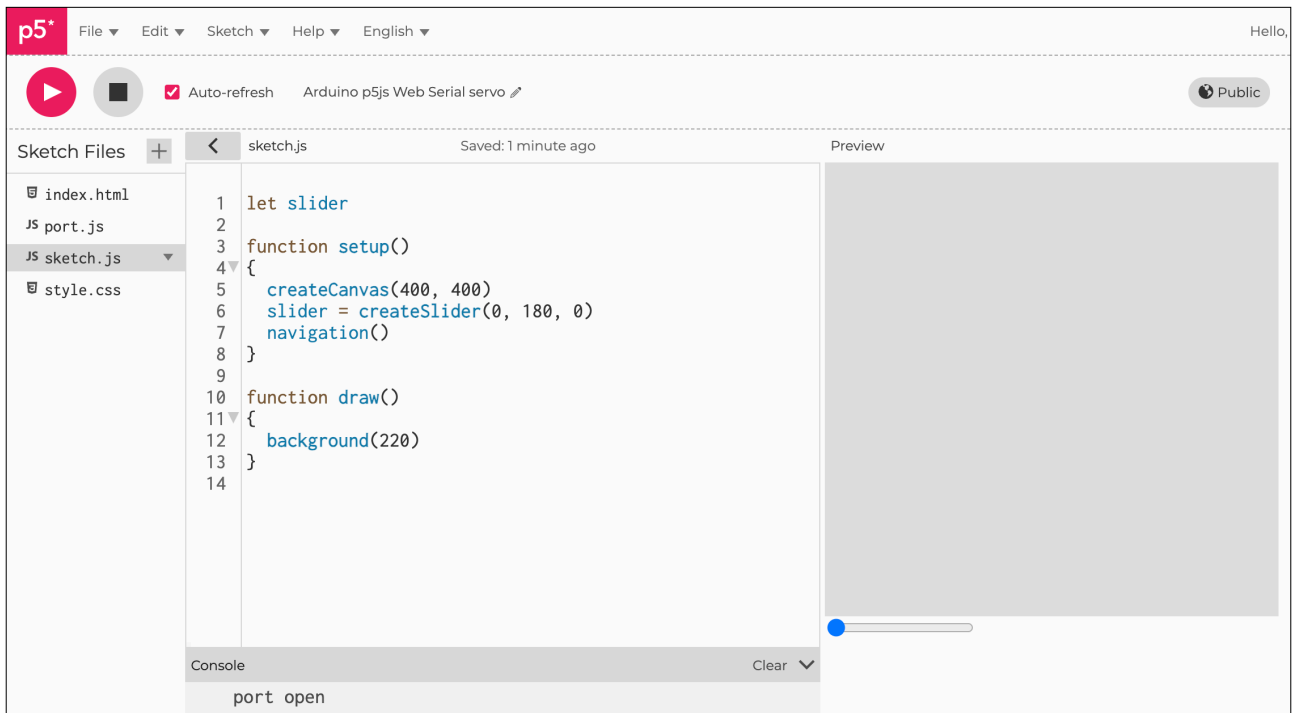 p5* File Edit Sketch Help English Hello,
Auto-refresh Arduino p5js Web Serial servo Public
Sketch Files + sketch.js Saved: 1 minute ago Preview
index.html
JS port.js
JS sketch.js
style.css
1 let slider
2
3 function setup()
4 {
5 createCanvas(400, 400)
6 slider = createSlider(0, 180, 0)
7 navigation()
8 }
9
10 function draw()
11 {
12 background(220)
13 }
14
Console Clear
port open